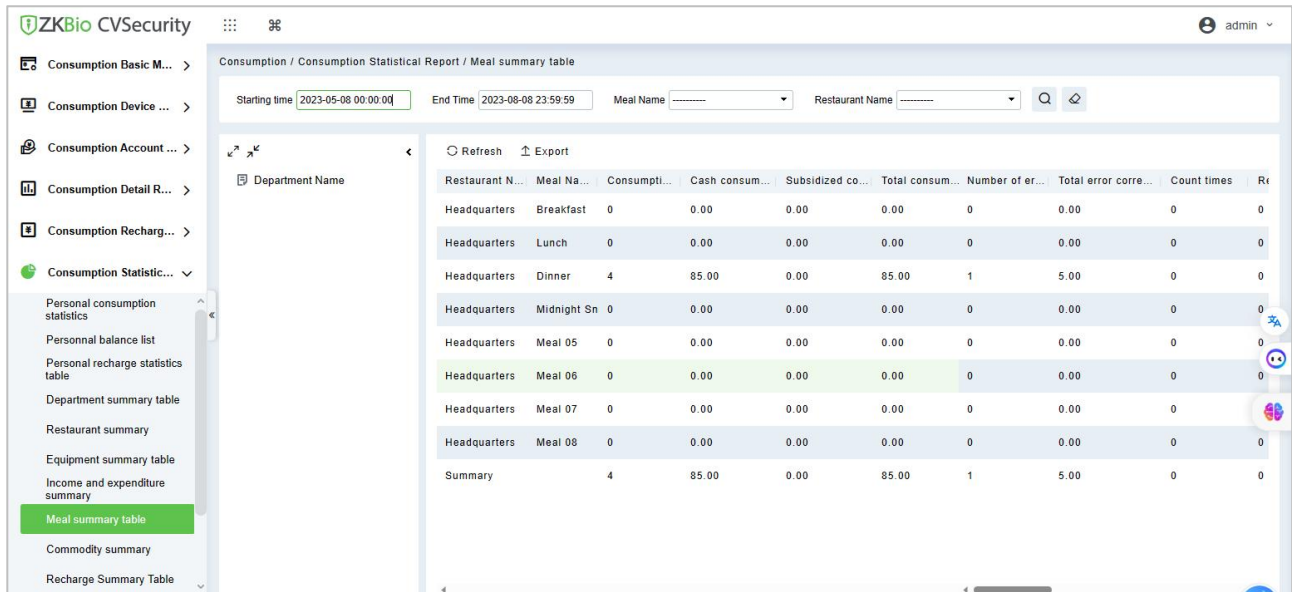 ZKBio CVSecurity
admin
Consumption Basic M...
Consumption Device ...
Consumption Account ...
Consumption Detail R...
Consumption Recharg...
Consumption Statistic...
Personal consumption
statistics
Personnal balance list
Personal recharge statistics
table
Department summary table
Restaurant summary
Equipment summary table
Income and expenditure
summary
Meal summary table
Commodity summary
Recharge Summary Table
Consumption / Consumption Statistical Report / Meal summary table
Starting time 2023-05-08 00:00:00 End Time 2023-08-08 23:59:59 Meal Name ---------- Restaurant Name ----------
Department Name
Refresh Export
Restaurant N... Meal Na... Consumpti... Cash consum... Subsidized co... Total consum... Number of er... Total error corre... Count times Re
Headquarters Breakfast 0 0.00 0.00 0.00 0 0.00 0 0
Headquarters Lunch 0 0.00 0.00 0.00 0 0.00 0 0
Headquarters Dinner 4 85.00 0.00 85.00 1 5.00 0 0
Headquarters Midnight Sn 0 0.00 0.00 0.00 0 0.00 0 0
Headquarters Meal 05 0 0.00 0.00 0.00 0 0.00 0 0
Headquarters Meal 06 0 0.00 0.00 0.00 0 0.00 0 0
Headquarters Meal 07 0 0.00 0.00 0.00 0 0.00 0 0
Headquarters Meal 08 0 0.00 0.00 0.00 0 0.00 0 0
Summary 4 85.00 0.00 85.00 1 5.00 0 0